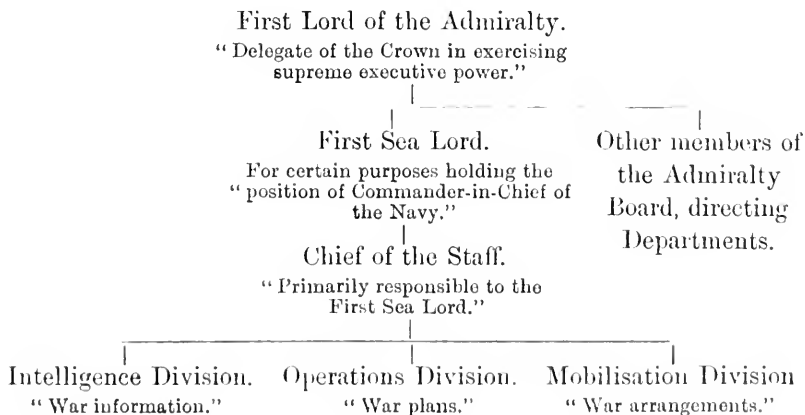 First Lord of the Admiralty.
“ Delegate of the Crown in exercising
supreme executive power.”
First Sea Lord.
For certain purposes holding the
“ position of Commander-in-Chief of
the Navy.”
Other members of
the Admiralty
Board, directing
Departments.
Chief of the Staff.
“ Primarily responsible to the
First Sea Lord.”
Intelligence Division. Operations Division. Mobilisation Division
“ War information.” “ War plans.” “ War arrangements.”